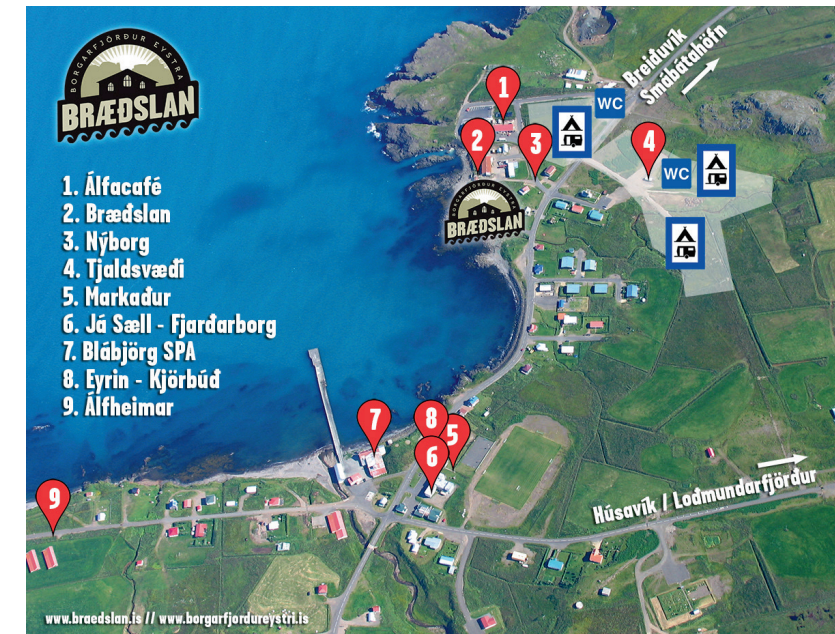 BORGARFJÖRÐUR EYSTRA
BRÆÐSLAN
1. Álfacafé
2. Bræðslan
3. Nýborg
4. Tjaldsvæði
5. Markaður
6. Já Sæll - Fjarðarborg
7. Blábjörg SPA
8. Eyrin - Kjörbúð
9. Álfheimar
Breiðuvík
Smábátahöfn
1
WC
2
3
4
WC
BORGARFJÖRÐUR EYSTRA
BRÆÐSLAN
7
8
5
6
9
Húsavík / Loðmundarfjörður
www.braedslan.is // www.borgarfjordureystri.is